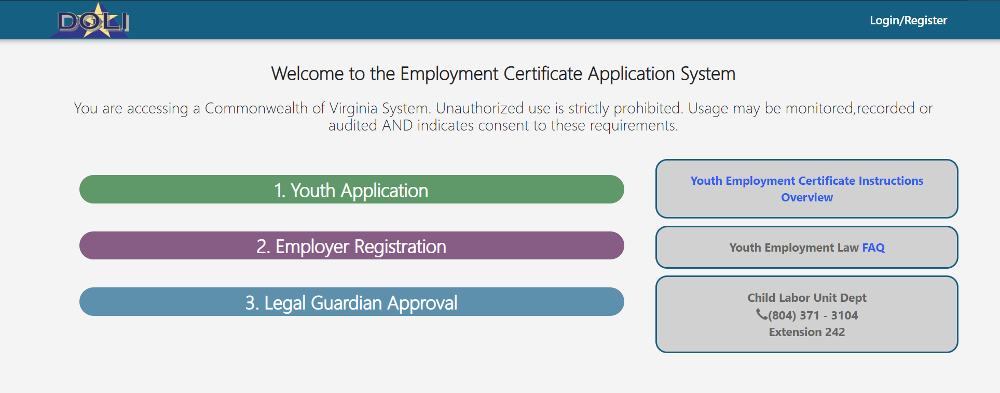 DOLI
Login/Register
Welcome to the Employment Certificate Application System
You are accessing a Commonwealth of Virginia System. Unauthorized use is strictly prohibited. Usage may be monitored,recorded or
audited AND indicates consent to these requirements.
1. Youth Application
2. Employer Registration
3. Legal Guardian Approval
Youth Employment Certificate Instructions
Overview
Youth Employment Law FAQ
Child Labor Unit Dept
(804) 371 - 3104
Extension 242